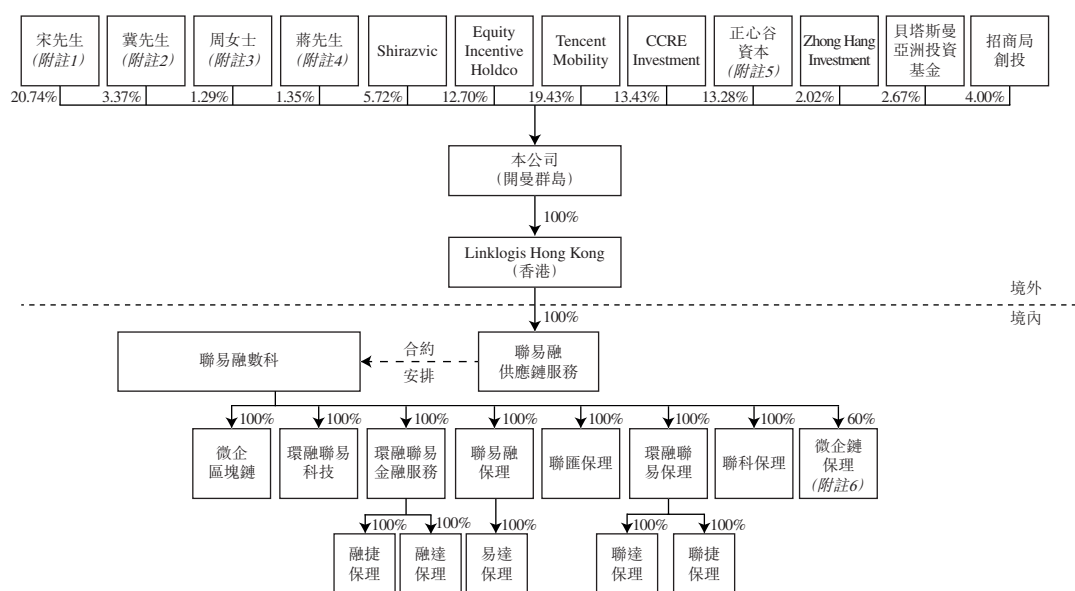 宋先生
(附註1)
冀先生
(附註2)
周女士
(附註3)
蔣先生
(附註4)
Shirazvic
Equity
Incentive
Holdco
Tencent
Mobility
CCRE
Investment
正心谷
資本
(附註5)
Zhong Hang
Investment
貝塔斯曼
亞洲投資
基金
招商局
創投
20.74%
3.37%
1.29%
1.35%
5.72%
12.70%
19.43%
13.43%
13.28%
2.02%
2.67%
4.00%
本公司
（開曼群島）
100%
Linklogis Hong Kong
（香港）
境外
100%
境內
聯易融數科
合約
安排
聯易融
供應鏈服務
100%
100%
100%
100%
100%
100%
100%
60%
微企
區塊鏈
環融聯易
科技
環融聯易
金融服務
聯易融
保理
聯匯保理
環融聯
易保理
聯科保理
微企鏈
保理
(附註6)
100%
100%
100%
100%
100%
融捷
保理
融達
保理
易達
保理
聯達
保理
聯捷
保理